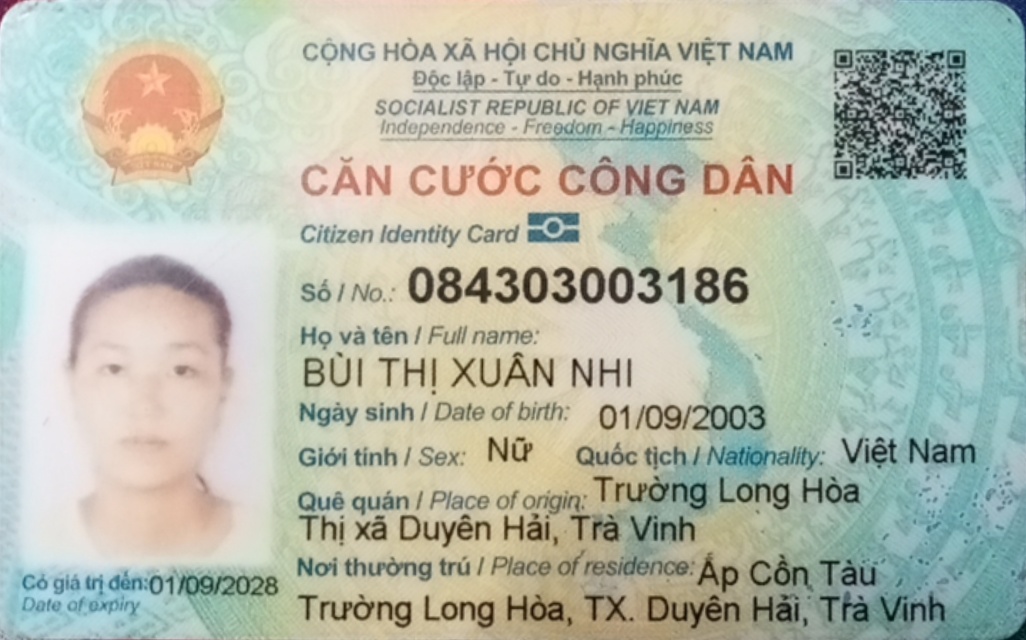 CỘNG HÒA XÃ HỘI CHỦ NGHĨA VIỆT NAM
Độc lập - Tự do - Hạnh phúc
SOCIALIST REPUBLIC OF VIET NAM
Independence - Freedom - Happiness
CĂN CƯỚC CÔNG DÂN
Citizen Identity Card
Số / No.: 084303003186
Họ và tên / Full name:
BÙI THỊ XUÂN NHI
Ngày sinh / Date of birth: 01/09/2003
Giới tính / Sex: Nữ Quốc tịch / Nationality: Việt Nam
Quê quán / Place of origin: Trường Long Hòa
Thị xã Duyên Hải, Trà Vinh
Nơi thường trú / Place of residence: Ấp Cồn Tàu
Trường Long Hòa, TX. Duyên Hải, Trà Vinh
Có giá trị đến: 01/09/2028
Date of expiry